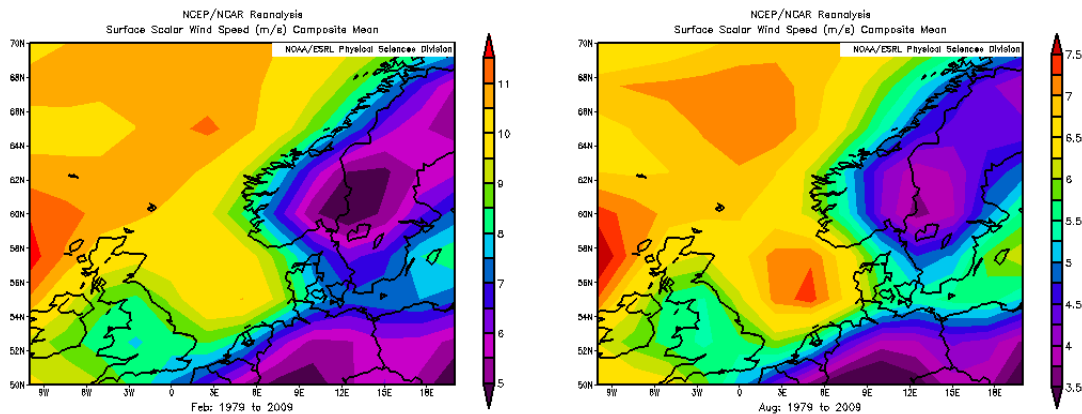 NCEP/NCAR Reanalysis
Surface Scalar Wind Speed (m/s) Composite Mean
NOAA/ESRL Physical Sciences Division
70N
68N
66N
64N
62N
60N
58N
56N
54N
52N
50N
9W
6W
3W
0
3E
6E
9E
12E
15E
18E
11
10
9
8
7
6
5
Feb: 1979 to 2009
NCEP/NCAR Reanalysis
Surface Scalar Wind Speed (m/s) Composite Mean
NOAA/ESRL Physical Sciences Division
70N
68N
66N
64N
62N
60N
58N
56N
54N
52N
50N
9W
6W
3W
0
3E
6E
9E
12E
15E
18E
7.5
7
6.5
6
5.5
5
4.5
4
3.5
Aug: 1979 to 2009